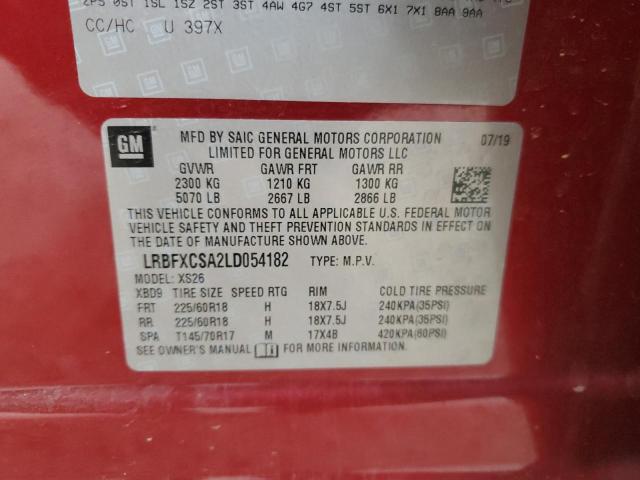 2PS 0ST 1SL 1SZ 2ST 3ST 4AW 4G7 4ST 5ST 6X1 7X1 8AA 9AA
CC/HC U 397X
GM
MFD BY SAIC GENERAL MOTORS CORPORATION 07/19
LIMITED FOR GENERAL MOTORS LLC
GVWR GAWR FRT GAWR RR
2300 KG 1210 KG 1300 KG
5070 LB 2667 LB 2866 LB
THIS VEHICLE CONFORMS TO ALL APPLICABLE U.S. FEDERAL MOTOR
VEHICLE SAFETY AND THEFT PREVENTION STANDARDS IN EFFECT ON
THE DATE OF MANUFACTURE SHOWN ABOVE.
LRBFXCSA2LD054182 TYPE: M.P.V.
MODEL: XS26
XBD9 TIRE SIZE SPEED RTG RIM COLD TIRE PRESSURE
FRT 225/60R18 H 18X7.5J 240KPA(35PSI)
RR 225/60R18 H 18X7.5J 240KPA(35PSI)
SPA T145/70R17 M 17X4B 420KPA(60PSI)
SEE OWNER'S MANUAL FOR MORE INFORMATION.